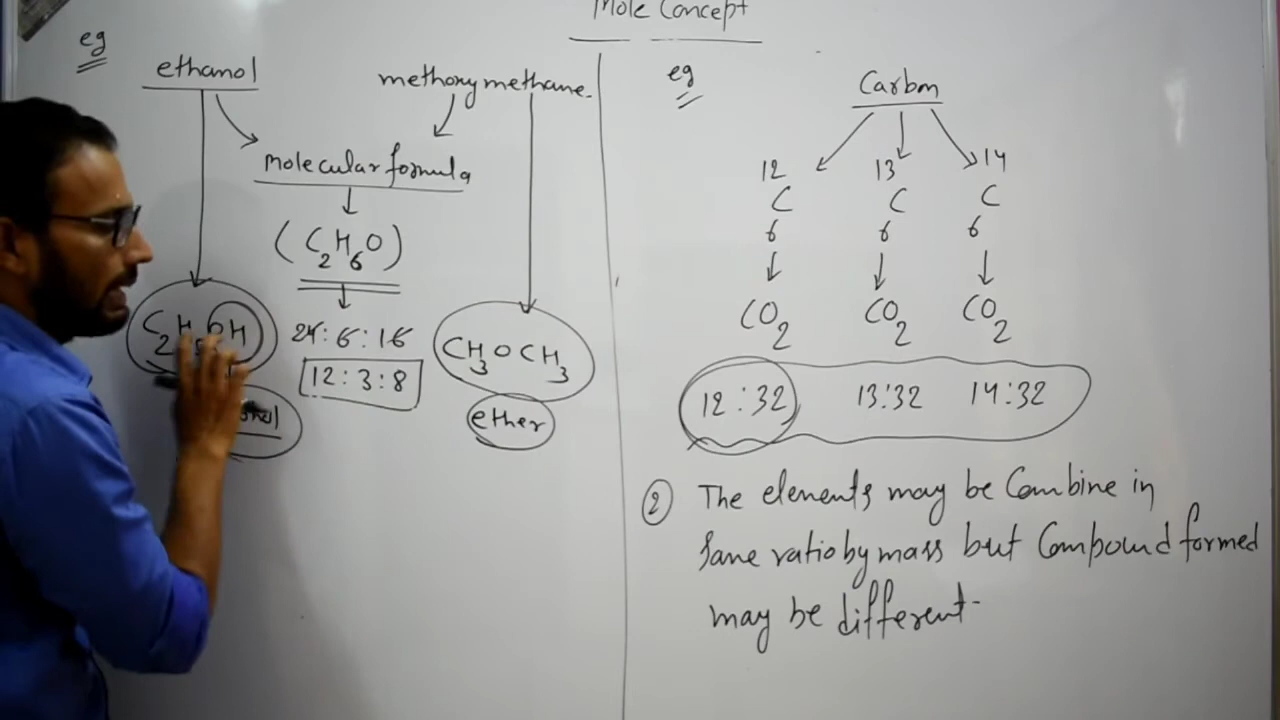 Mole Concept
eg
ethanol
methoxymethane
Molecular formula
(C2H6O)
24:6:16
12:3:8
CH3OCH3
ether
eg
Carbon
12 13 14
C C C
6 6 6
CO2 CO2 CO2
12:32 13:32 14:32
② The elements may be Combine in
Same ratio by mass but Compound formed
may be different.